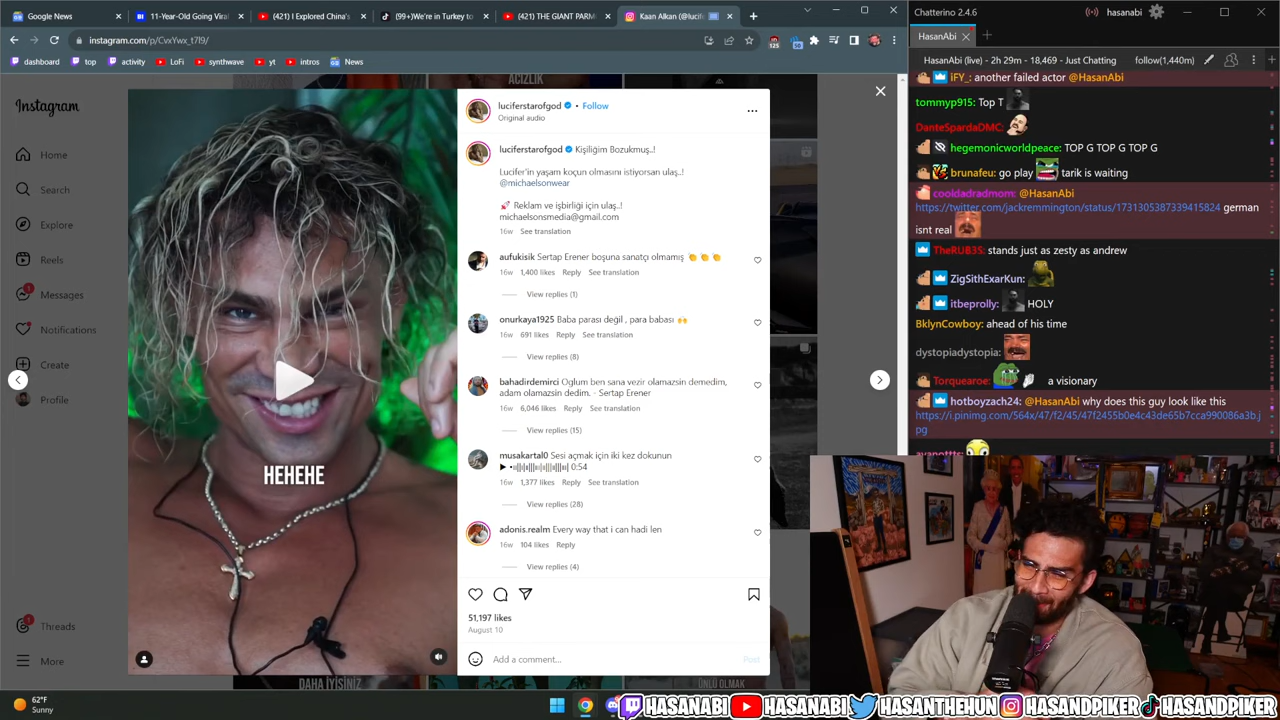 Google News
11-Year-Old Going Viral
(421) I Explored China's
(99+)We're in Turkey to
(421) THE GIANT PARM
Kaan Alkan (@lucife
instagram.com/p/CvxYwx_t7l9/
dashboard
top
activity
LoFi
synthwave
yt
intros
News
Instagram
Home
Search
Explore
Reels
Messages
Notifications
Create
Profile
Threads
More
ACIZLIK
HEHEHE
DAHA İYİSİNİZ
ÜNLÜ OLMAK
luciferstarofgod • Follow
Original audio
luciferstarofgod Kişiliğim Bozukmuş..!
Lucifer'in yaşam koçun olmasını istiyorsan ulaş..!
@michaelsonwear
🚀 Reklam ve işbirliği için ulaş..!
michaelsonsmedia@gmail.com
16w See translation
aufukisik Sertap Erener boşuna sanatçı olmamış 👏 👏 👏
16w 1,400 likes Reply See translation
View replies (1)
onurkaya1925 Baba parası değil , para babası 🙌
16w 691 likes Reply See translation
View replies (8)
bahadirdemirci Oglum ben sana vezir olamazsin demedim,
adam olamazsin dedim. - Sertap Erener
16w 6,046 likes Reply See translation
View replies (15)
musakartal0 Sesi açmak için iki kez dokunun
0:54
16w 1,377 likes Reply See translation
View replies (28)
adonis.realm Every way that i can hadi len
16w 104 likes Reply
View replies (4)
51,197 likes
August 10
Add a comment...
Post
Chatterino 2.4.6
hasanabi
HasanAbi
HasanAbi (live) - 2h 29m - 18,469 - Just Chatting
follow(1,440m)
iFY_: another failed actor @HasanAbi
tommyp915: Top T
DanteSpardaDMC:
hegemonicworldpeace: TOP G TOP G TOP G
brunafeu: go play tarik is waiting
cooldadradmom: @HasanAbi
https://twitter.com/jackremmington/status/1731305387339415824 german
isnt real
TheRUB3S: stands just as zesty as andrew
ZigSithExarKun:
itbeprolly: HOLY
BklynCowboy: ahead of his time
dystopiadystopia:
Torquearoe: a visionary
hotboyzach24: @HasanAbi why does this guy look like this
https://i.pinimg.com/564x/47/f2/45/47f2455b0e4c43de65b7cca990086a3b.j
pg
62°F
Sunny
HASANABI
HASANABI
HASANTHEHUN
HASANDPIKER
HASANDPIKER